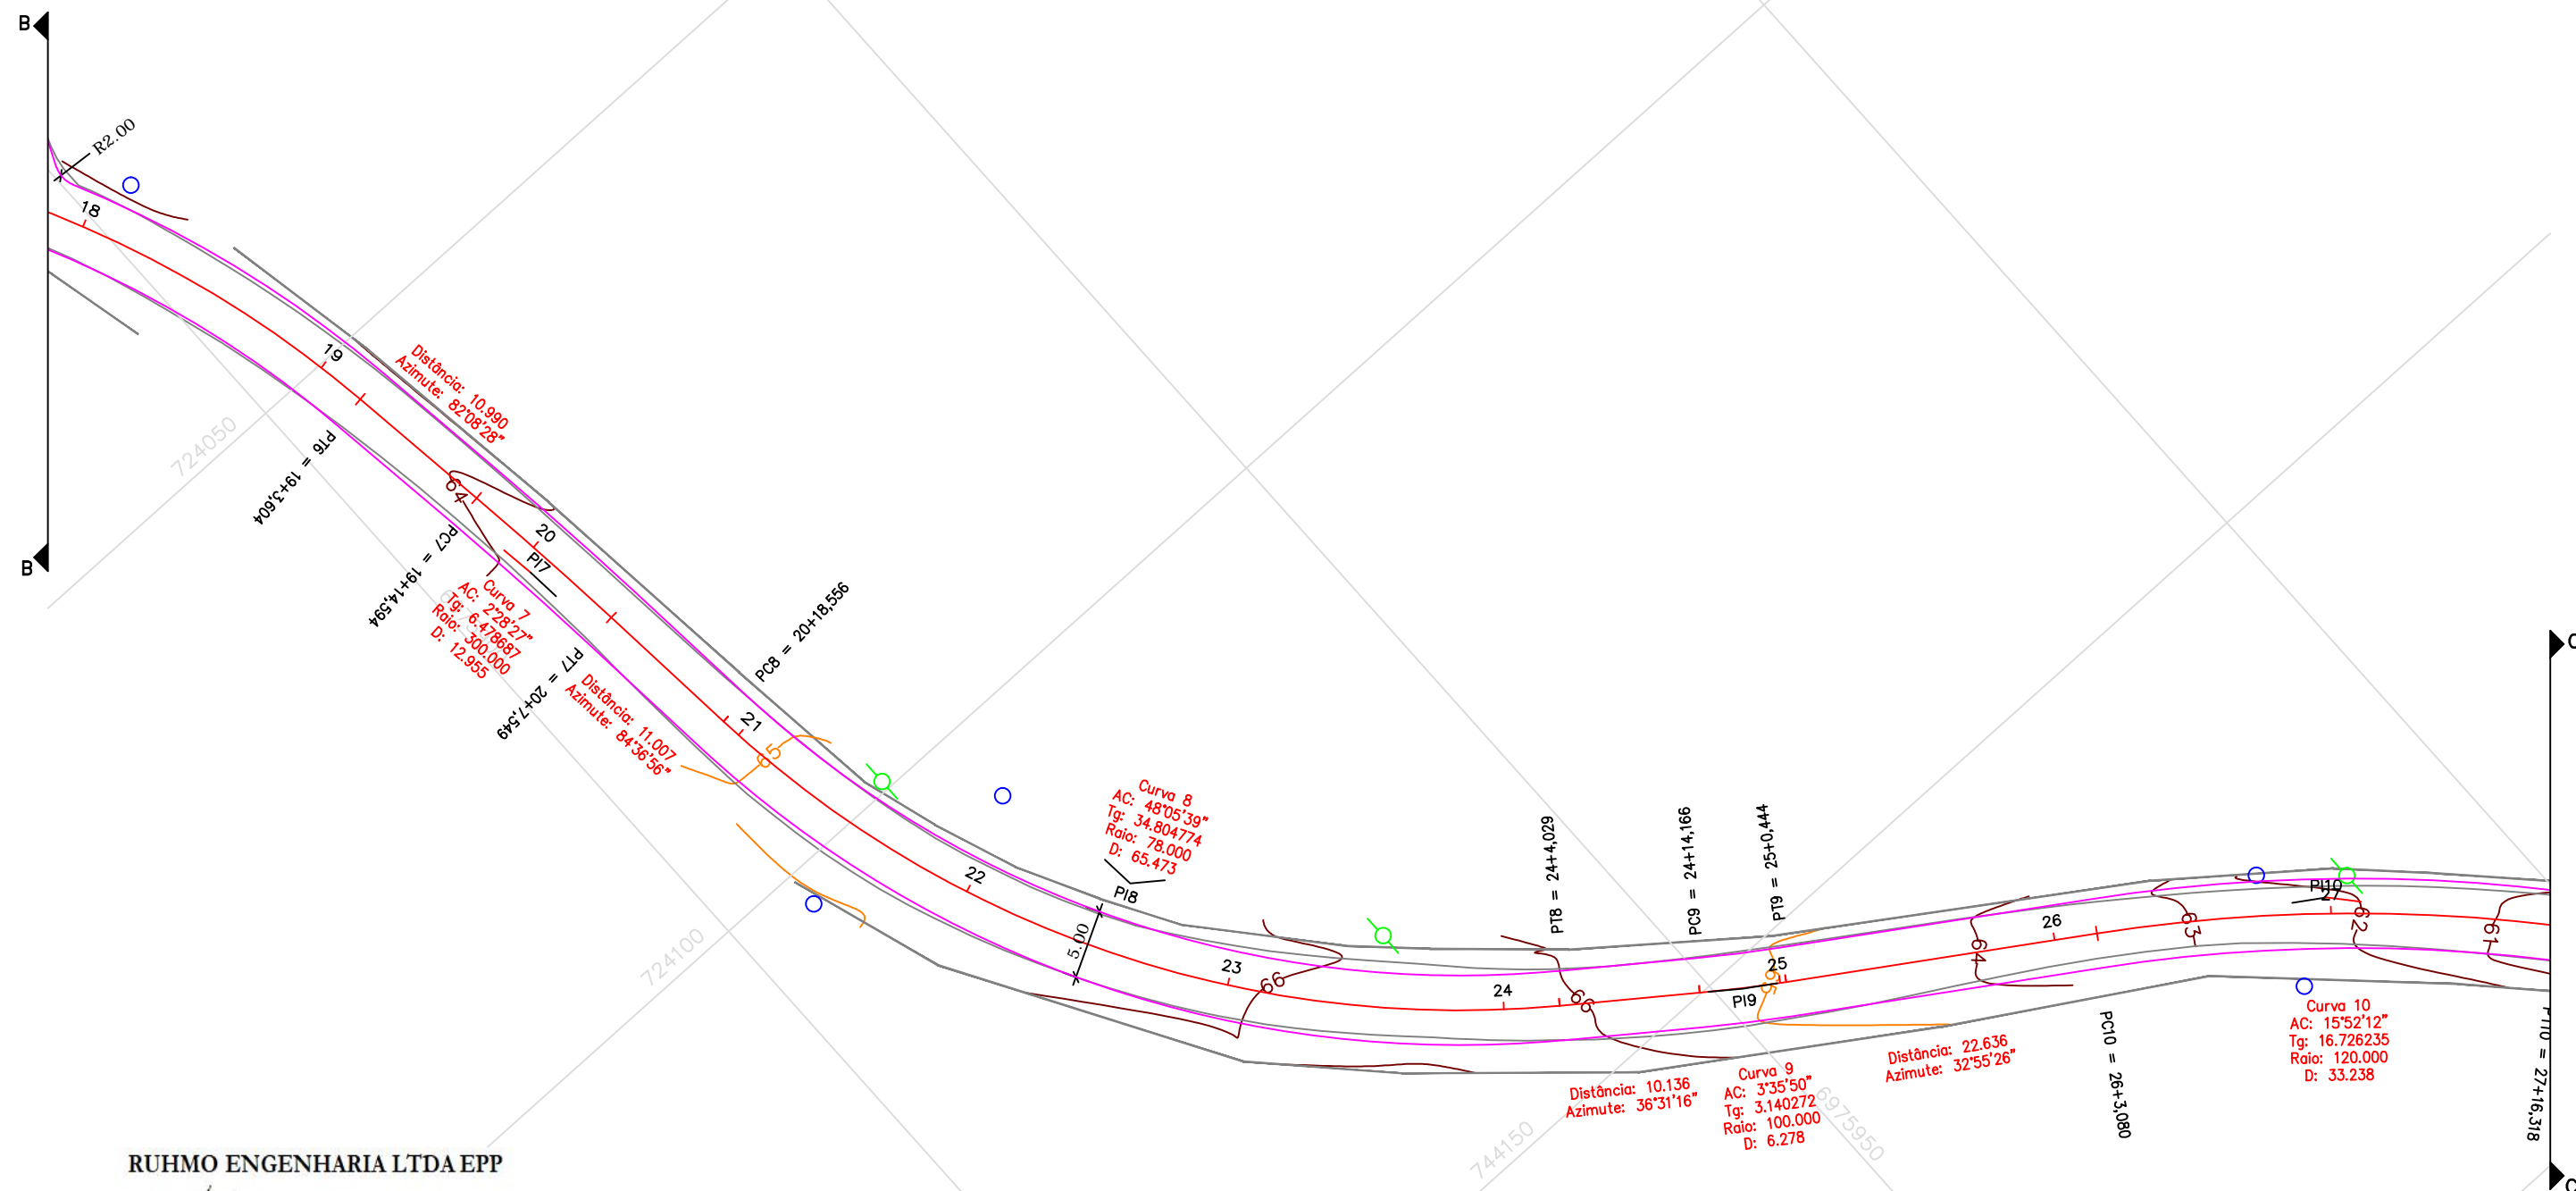 B
R2.00
18
19
Distância: 10.990
Azimute: 82°08'28"
724050
PT6 = 19+3,604
64
20
PI7
PC7 = 19+14,594
B
Curva 7
AC: 2°28'27"
Tg: 6.478687
Raio: 300.000
D: 12.955
PT7 = 20+7,549
Distância: 11.007
Azimute: 84°36'56"
PC8 = 20+18,556
21
65
22
Curva 8
AC: 48°05'39"
Tg: 34.804774
Raio: 78.000
D: 65.473
PI8
5.00
724100
23
66
24
PT8 = 24+4,029
66
PC9 = 24+14,166
PT9 = 25+0,444
25
65
PI9
Distância: 10.136
Azimute: 36°31'16"
Curva 9
AC: 3°35'50"
Tg: 3.140272
Raio: 100.000
D: 6.278
744150
6975950
Distância: 22.636
Azimute: 32°55'26"
64
26
PC10 = 26+3,080
63
PI10
27
62
61
Curva 10
AC: 15°52'12"
Tg: 16.726235
Raio: 120.000
D: 33.238
PT10 = 27+16,318
C
C
RUHMO ENGENHARIA LTDA EPP